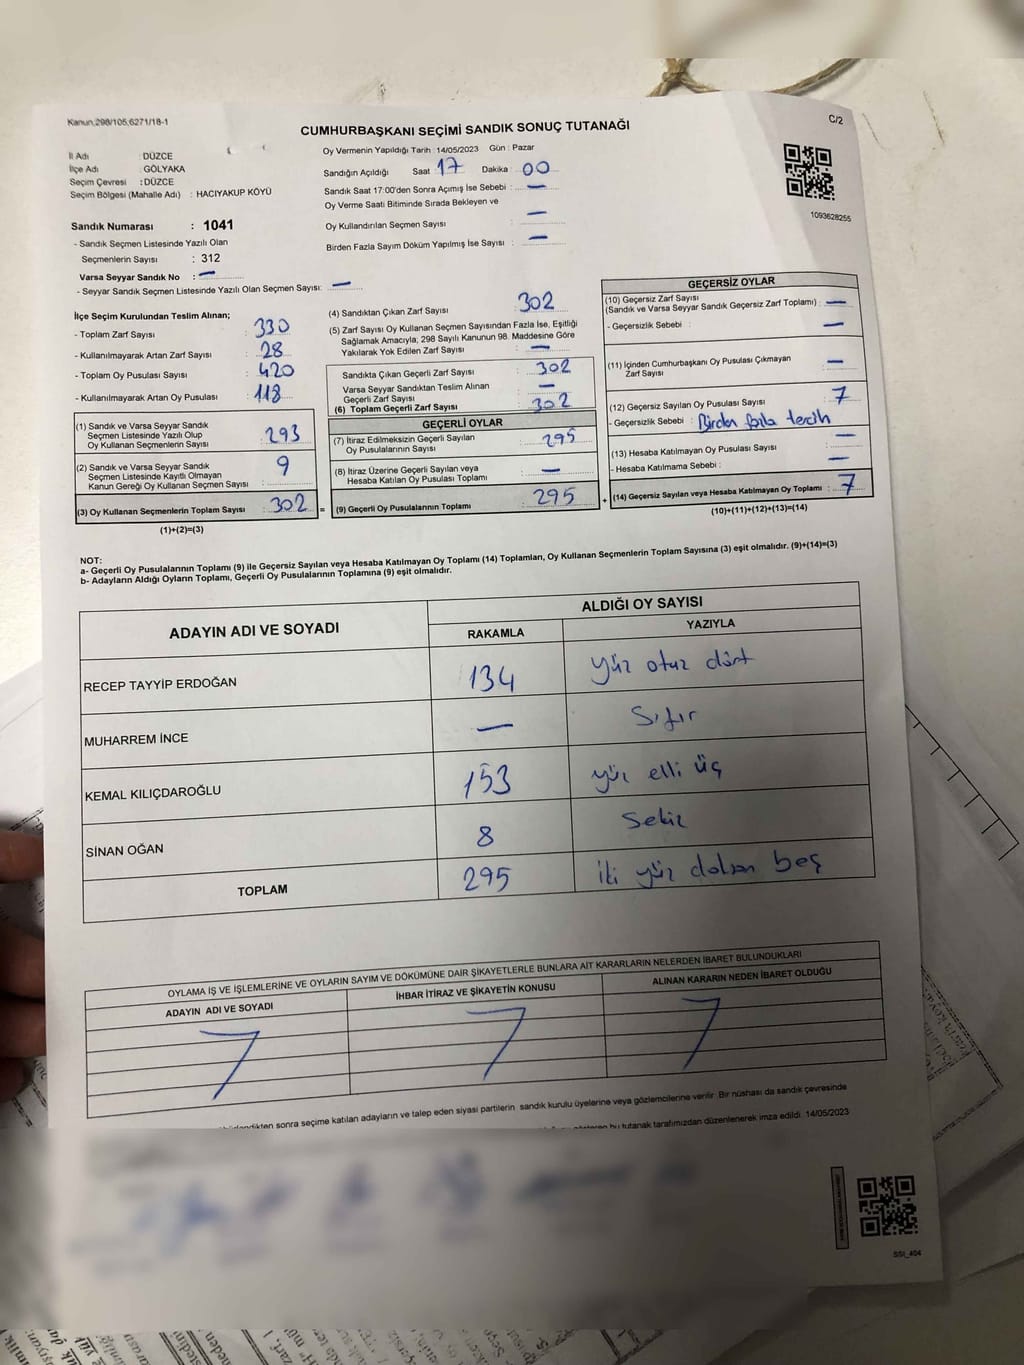 Kanun:298/105,6271/18-1
C/2
CUMHURBAŞKANI SEÇİMİ SANDIK SONUÇ TUTANAĞI
İl Adı : DÜZCE
İlçe Adı : GÖLYAKA
Seçim Çevresi : DÜZCE
Seçim Bölgesi (Mahalle Adı) : HACIYAKUP KÖYÜ
Oy Vermenin Yapıldığı Tarih : 14/05/2023 Gün : Pazar
Sandığın Açıldığı Saat 17 Dakika : 00
Sandık Saat 17:00'den Sonra Açılmış İse Sebebi : —
Oy Verme Saati Bitiminde Sırada Bekleyen ve
Oy Kullandırılan Seçmen Sayısı : —
Birden Fazla Sayım Döküm Yapılmış İse Sayısı : —
1093628255
Sandık Numarası : 1041
- Sandık Seçmen Listesinde Yazılı Olan
Seçmenlerin Sayısı : 312
Varsa Seyyar Sandık No : —
- Seyyar Sandık Seçmen Listesinde Yazılı Olan Seçmen Sayısı: —
İlçe Seçim Kurulundan Teslim Alınan;
- Toplam Zarf Sayısı : 330
- Kullanılmayarak Artan Zarf Sayısı : 28
- Toplam Oy Pusulası Sayısı : 420
- Kullanılmayarak Artan Oy Pusulası : 118
(1) Sandık ve Varsa Seyyar Sandık
Seçmen Listesinde Yazılı Olup
Oy Kullanan Seçmenlerin Sayısı : 293
(2) Sandık ve Varsa Seyyar Sandık
Seçmen Listesinde Kayıtlı Olmayan
Kanun Gereği Oy Kullanan Seçmen Sayısı : 9
(3) Oy Kullanan Seçmenlerin Toplam Sayısı : 302
(1)+(2)=(3)
(4) Sandıktan Çıkan Zarf Sayısı : 302
(5) Zarf Sayısı Oy Kullanan Seçmen Sayısından Fazla İse, Eşitliği
Sağlamak Amacıyla; 298 Sayılı Kanunun 98. Maddesine Göre
Yakılarak Yok Edilen Zarf Sayısı : —
Sandıkta Çıkan Geçerli Zarf Sayısı : 302
Varsa Seyyar Sandıktan Teslim Alınan
Geçerli Zarf Sayısı : —
(6) Toplam Geçerli Zarf Sayısı : 302
GEÇERLİ OYLAR
(7) İtiraz Edilmeksizin Geçerli Sayılan
Oy Pusulalarının Sayısı : 295
(8) İtiraz Üzerine Geçerli Sayılan veya
Hesaba Katılan Oy Pusulası Toplamı : —
= (9) Geçerli Oy Pusulalarının Toplamı : 295
GEÇERSİZ OYLAR
(10) Geçersiz Zarf Sayısı
(Sandık ve Varsa Seyyar Sandık Geçersiz Zarf Toplamı) : —
- Geçersizlik Sebebi : —
(11) İçinden Cumhurbaşkanı Oy Pusulası Çıkmayan
Zarf Sayısı : —
(12) Geçersiz Sayılan Oy Pusulası Sayısı : 7
- Geçersizlik Sebebi : Birden fazla tercih
(13) Hesaba Katılmayan Oy Pusulası Sayısı : —
- Hesaba Katılmama Sebebi : —
+ (14) Geçersiz Sayılan veya Hesaba Katılmayan Oy Toplamı : 7
(10)+(11)+(12)+(13)=(14)
NOT:
a- Geçerli Oy Pusulalarının Toplamı (9) ile Geçersiz Sayılan veya Hesaba Katılmayan Oy Toplamı (14) Toplamları, Oy Kullanan Seçmenlerin Toplam Sayısına (3) eşit olmalıdır. (9)+(14)=(3)
b- Adayların Aldığı Oyların Toplamı, Geçerli Oy Pusulalarının Toplamına (9) eşit olmalıdır.
ADAYIN ADI VE SOYADI
ALDIĞI OY SAYISI
RAKAMLA YAZIYLA
RECEP TAYYİP ERDOĞAN 134 yüz otuz dört
MUHARREM İNCE — Sıfır
KEMAL KILIÇDAROĞLU 153 yüz elli üç
SİNAN OĞAN 8 Sekiz
TOPLAM 295 iki yüz doksan beş
OYLAMA İŞ VE İŞLEMLERİNE VE OYLARIN SAYIM VE DÖKÜMÜNE DAİR ŞİKAYETLERLE BUNLARA AİT KARARLARIN NELERDEN İBARET BULUNDUKLARI
ADAYIN ADI VE SOYADI İHBAR İTİRAZ VE ŞİKAYETİN KONUSU ALINAN KARARIN NEDEN İBARET OLDUĞU
sonra seçime katılan adayların ve talep eden siyasi partilerin sandık kurulu üyelerine veya gözlemcilerine verilir. Bir nüshası da sandık çevresinde
bu tutanak tarafımızdan düzenlenerek imza edildi. 14/05/2023
SSI_404